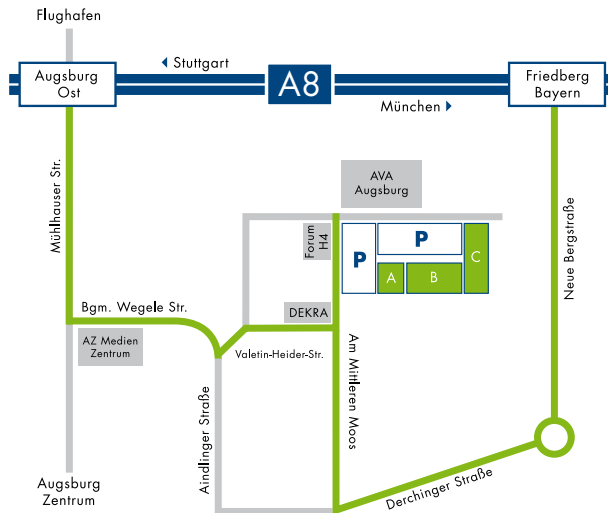 Flughafen
Augsburg
Ost
Stuttgart
A8
München
Friedberg
Bayern
Mühlhauser Str.
AVA
Augsburg
Forum
H4
P
P
A
B
C
Neue Bergstraße
Bgm. Wegele Str.
DEKRA
AZ Medien
Zentrum
Valetin-Heider-Str.
Am Mittleren Moos
Aindlinger Straße
Derchinger Straße
Augsburg
Zentrum